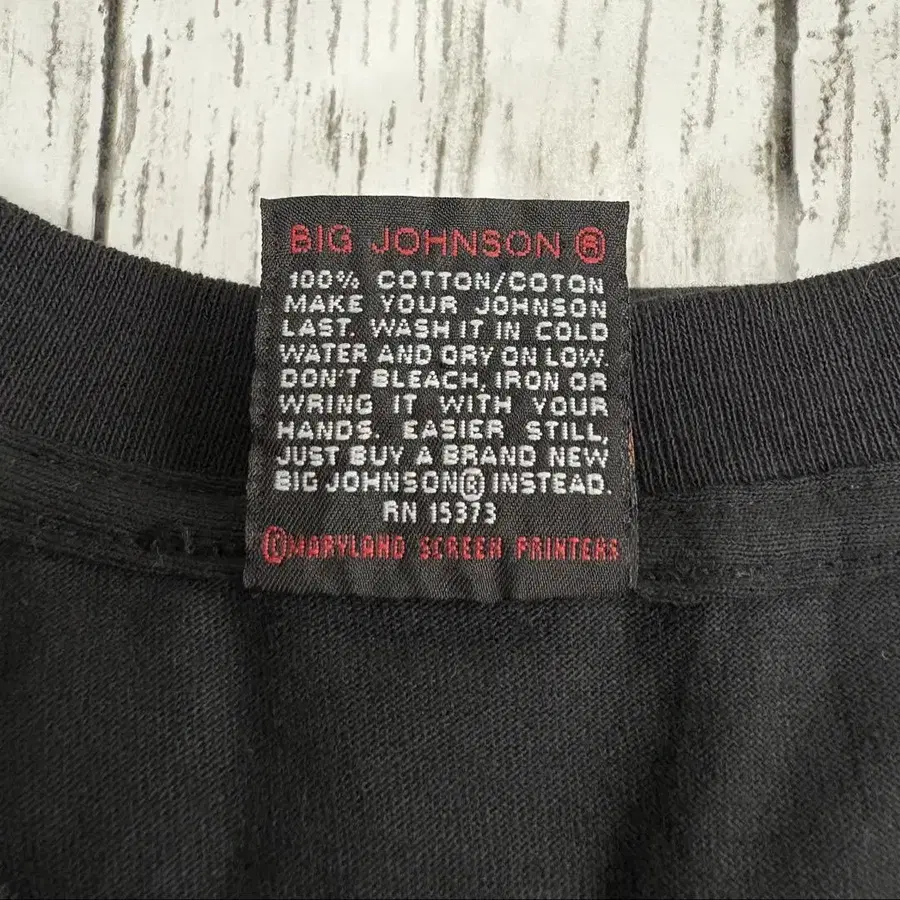 BIG JOHNSON ®
100% COTTON/COTON
MAKE YOUR JOHNSON
LAST. WASH IT IN COLD
WATER AND DRY ON LOW.
DON'T BLEACH, IRON OR
WRING IT WITH YOUR
HANDS. EASIER STILL,
JUST BUY A BRAND NEW
BIG JOHNSON® INSTEAD.
RN 15373
©MARYLAND SCREEN PRINTERS